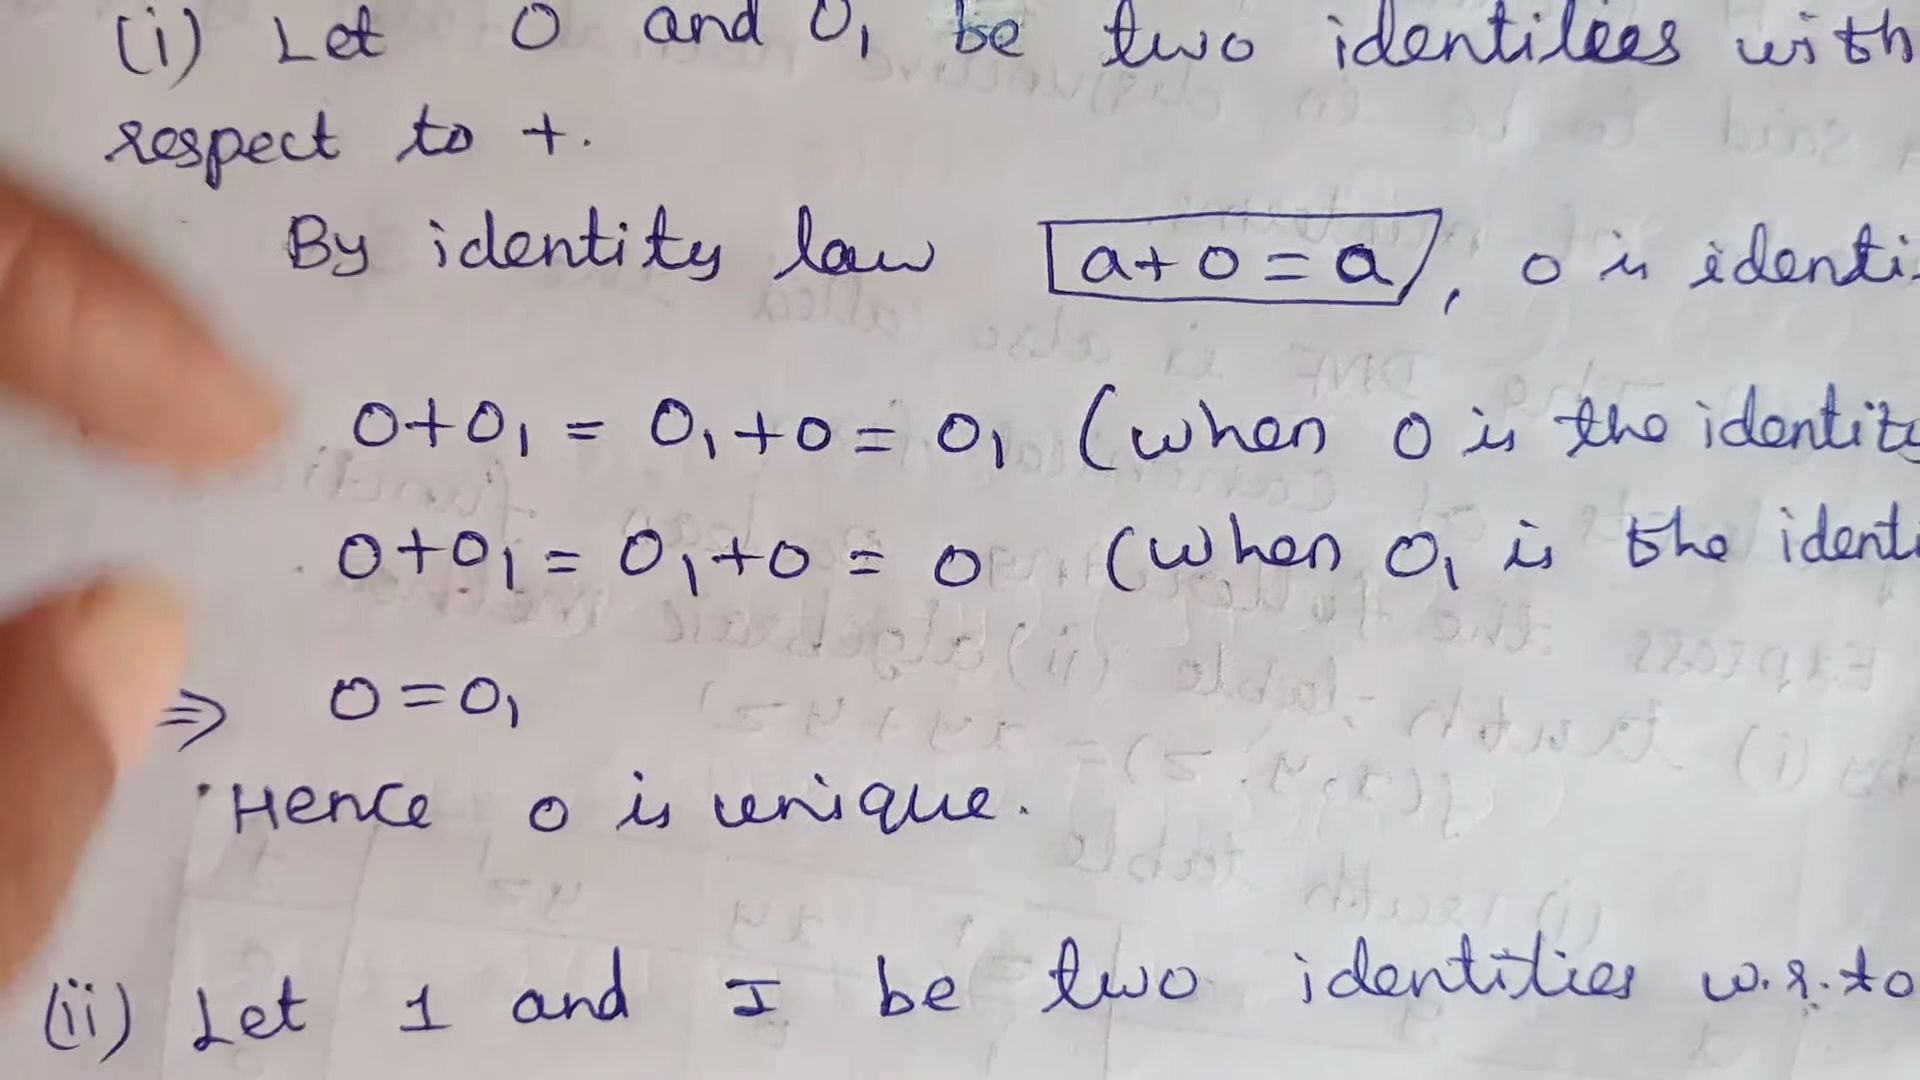 (i) Let 0 and 0₁ be two identities with
respect to +.
By identity law a+0=a, 0 is identi
0+0₁ = 0₁+0 = 0₁ (when 0 is the identity
0+0₁ = 0₁+0 = 0 (when 0₁ is the identi
⇒ 0=0₁
Hence 0 is unique.
(ii) Let 1 and I be two identities w.r.to